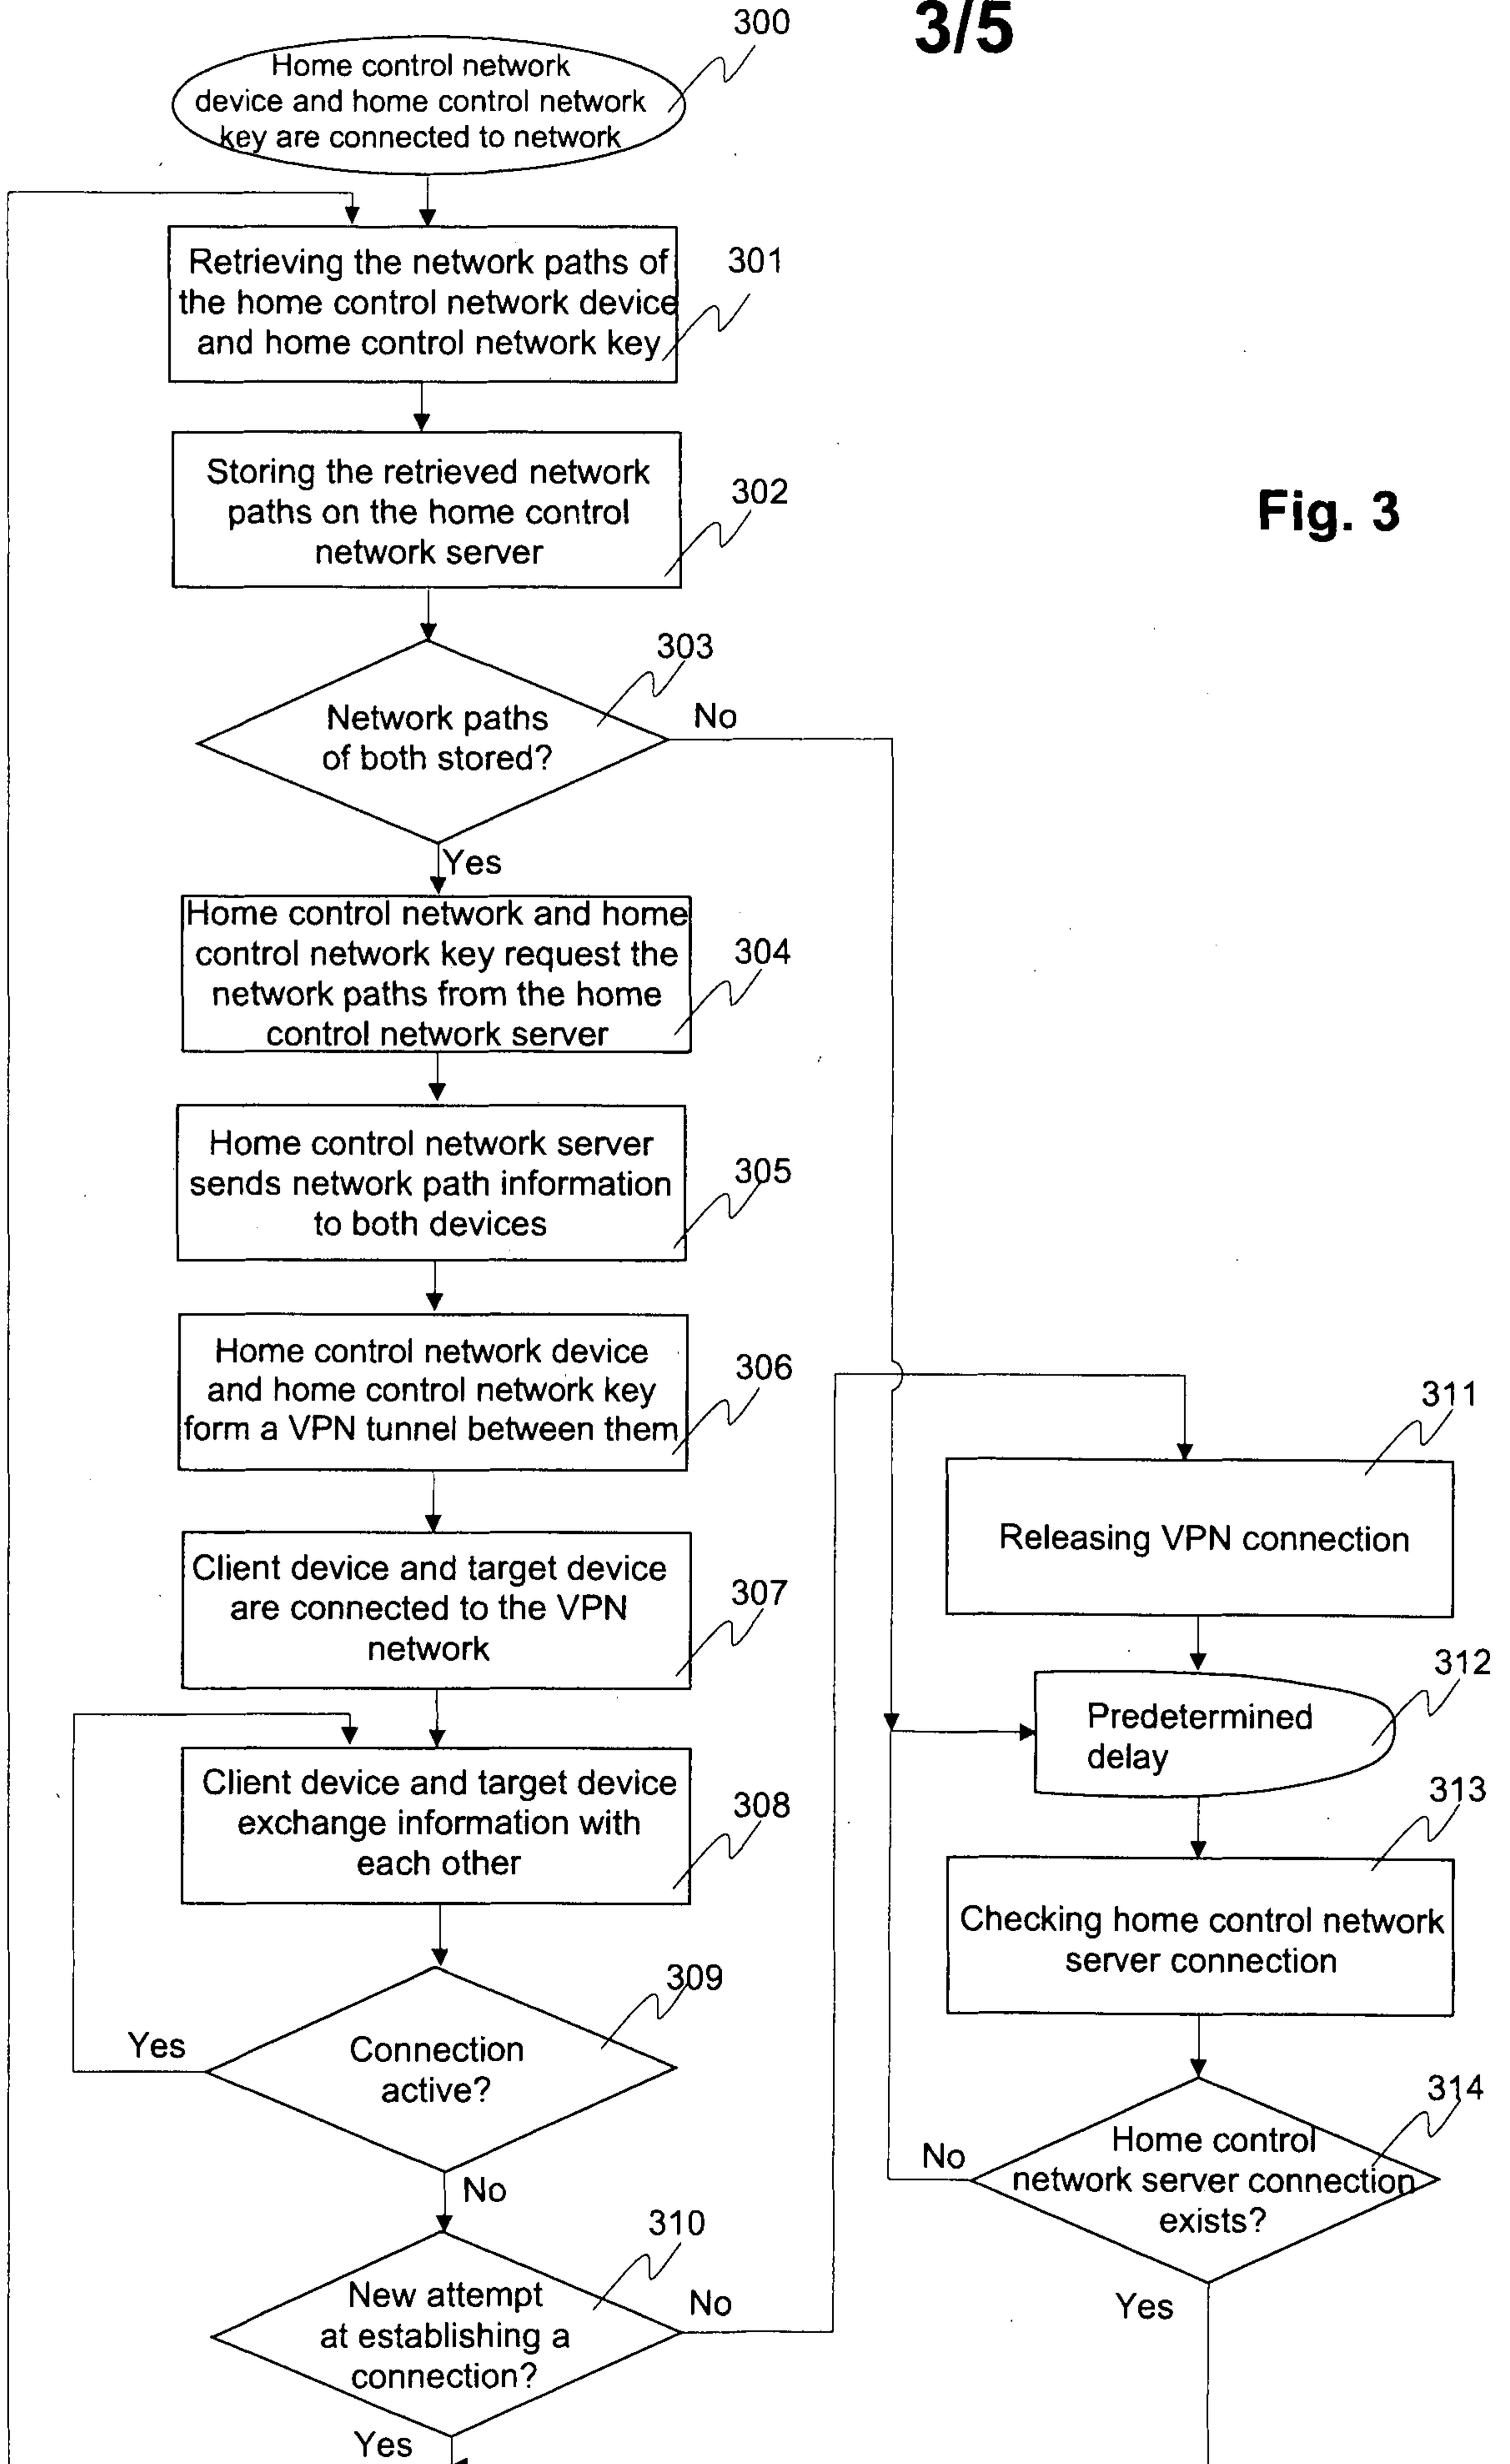 3/5
300
Home control network
device and home control network
key are connected to network
Retrieving the network paths of
the home control network device
and home control network key
301
Storing the retrieved network
paths on the home control
network server
302
Fig. 3
303
Network paths
of both stored?
No
Yes
Home control network and home
control network key request the
network paths from the home
control network server
304
Home control network server
sends network path information
to both devices
305
Home control network device
and home control network key
form a VPN tunnel between them
306
Client device and target device
are connected to the VPN
network
307
Client device and target device
exchange information with
each other
308
309
Connection
active?
Yes
No
310
New attempt
at establishing a
connection?
No
Yes
311
Releasing VPN connection
312
Predetermined
delay
313
Checking home control network
server connection
314
Home control
network server connection
exists?
No
Yes